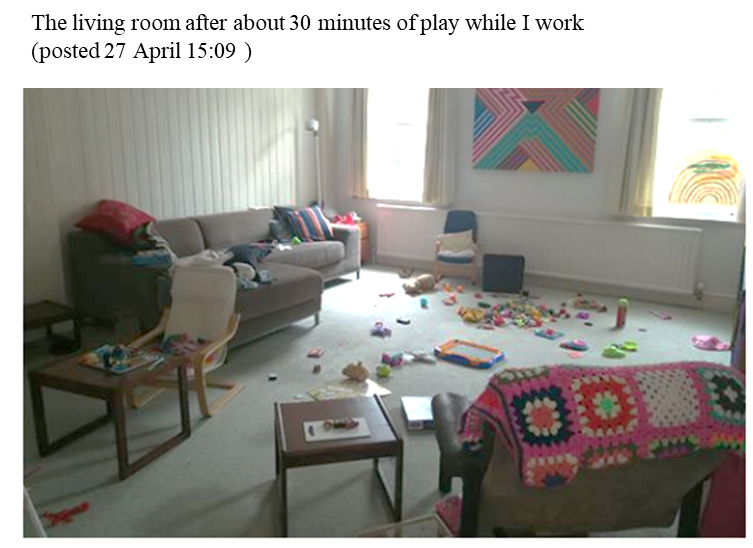 The living room after about 30 minutes of play while I work
(posted 27 April 15:09 )